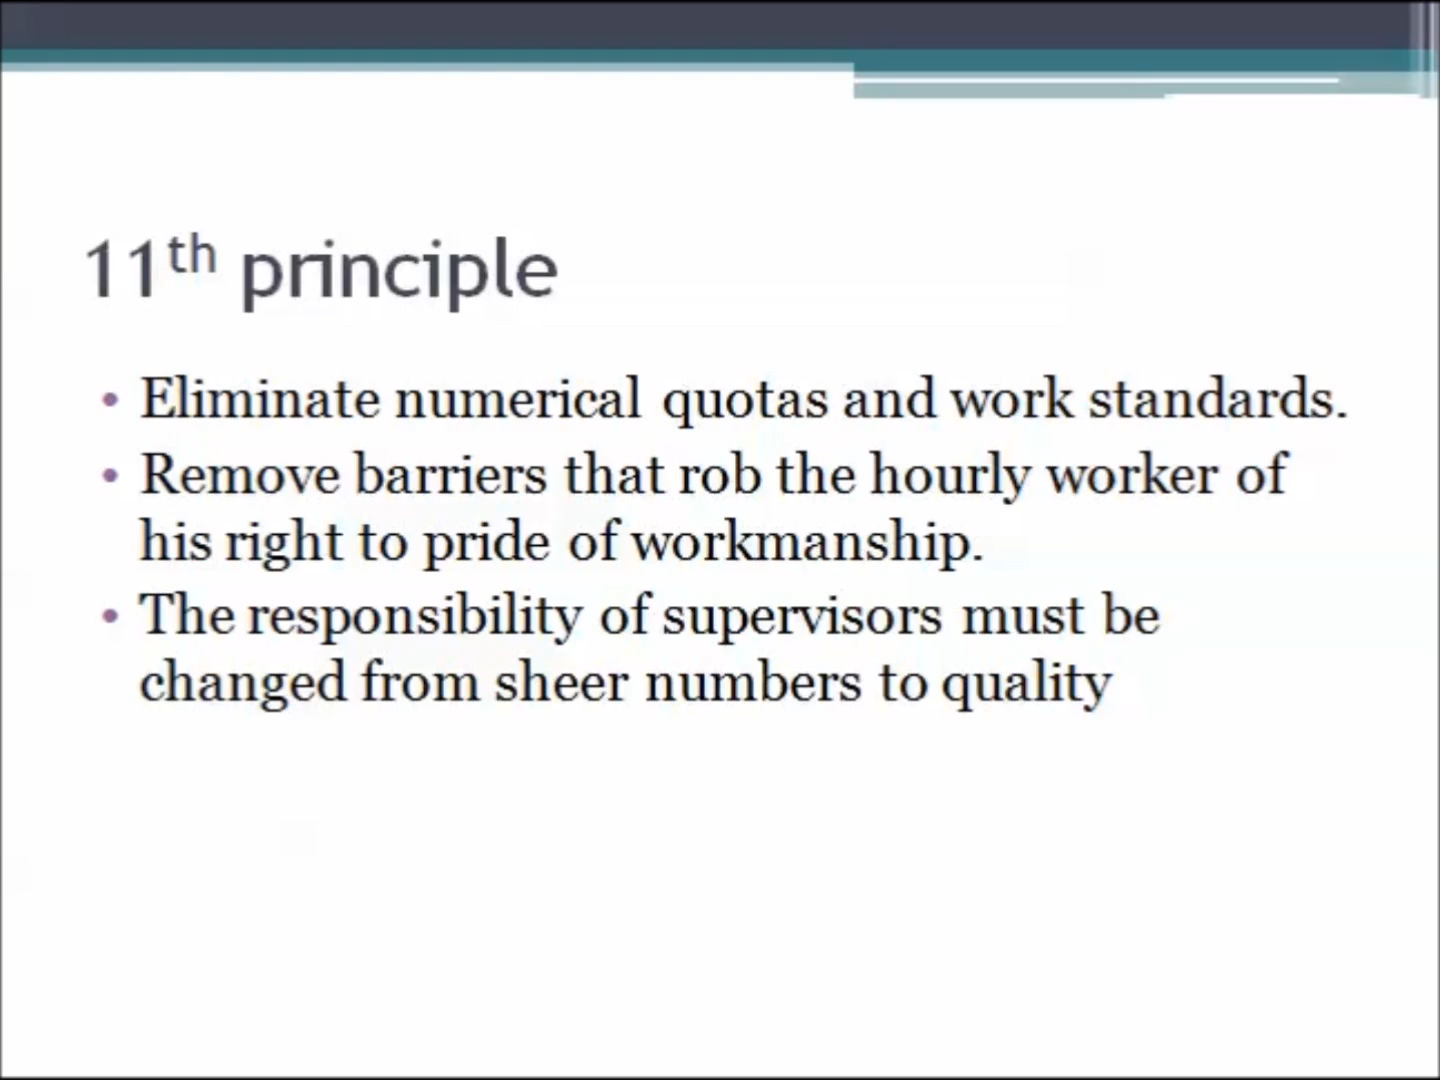 11th principle
• Eliminate numerical quotas and work standards.
• Remove barriers that rob the hourly worker of
his right to pride of workmanship.
• The responsibility of supervisors must be
changed from sheer numbers to quality